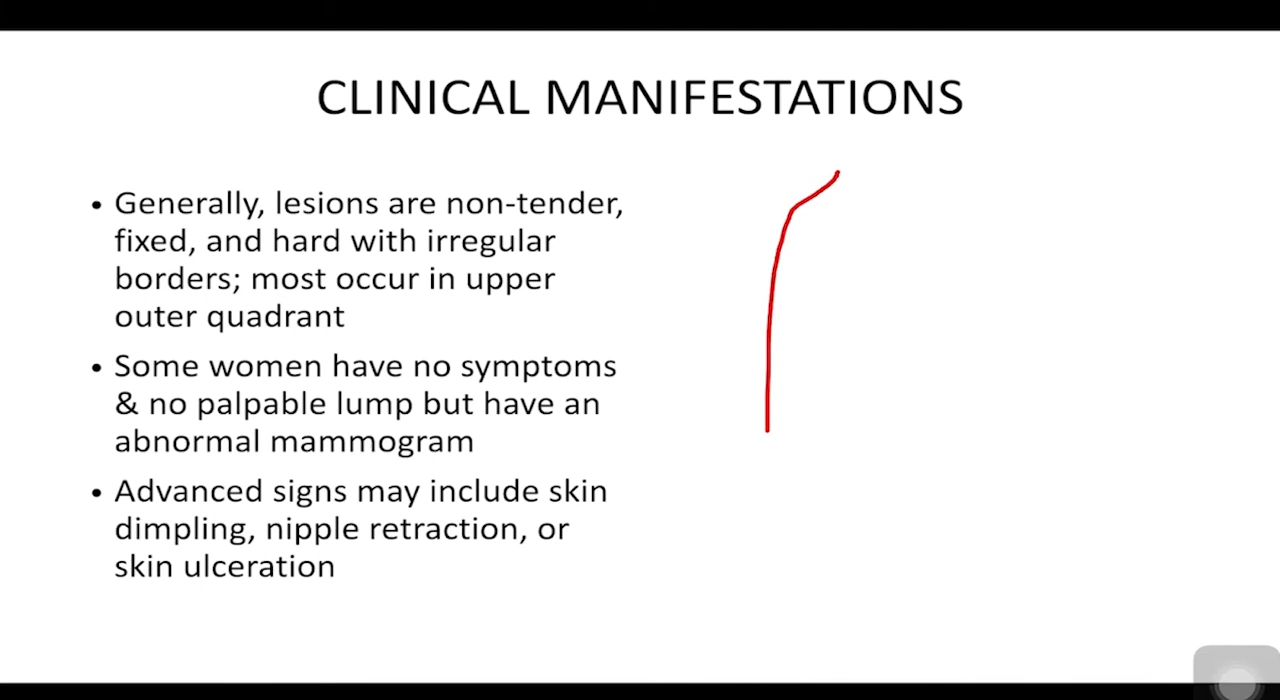 CLINICAL MANIFESTATIONS
• Generally, lesions are non-tender,
fixed, and hard with irregular
borders; most occur in upper
outer quadrant
• Some women have no symptoms
& no palpable lump but have an
abnormal mammogram
• Advanced signs may include skin
dimpling, nipple retraction, or
skin ulceration